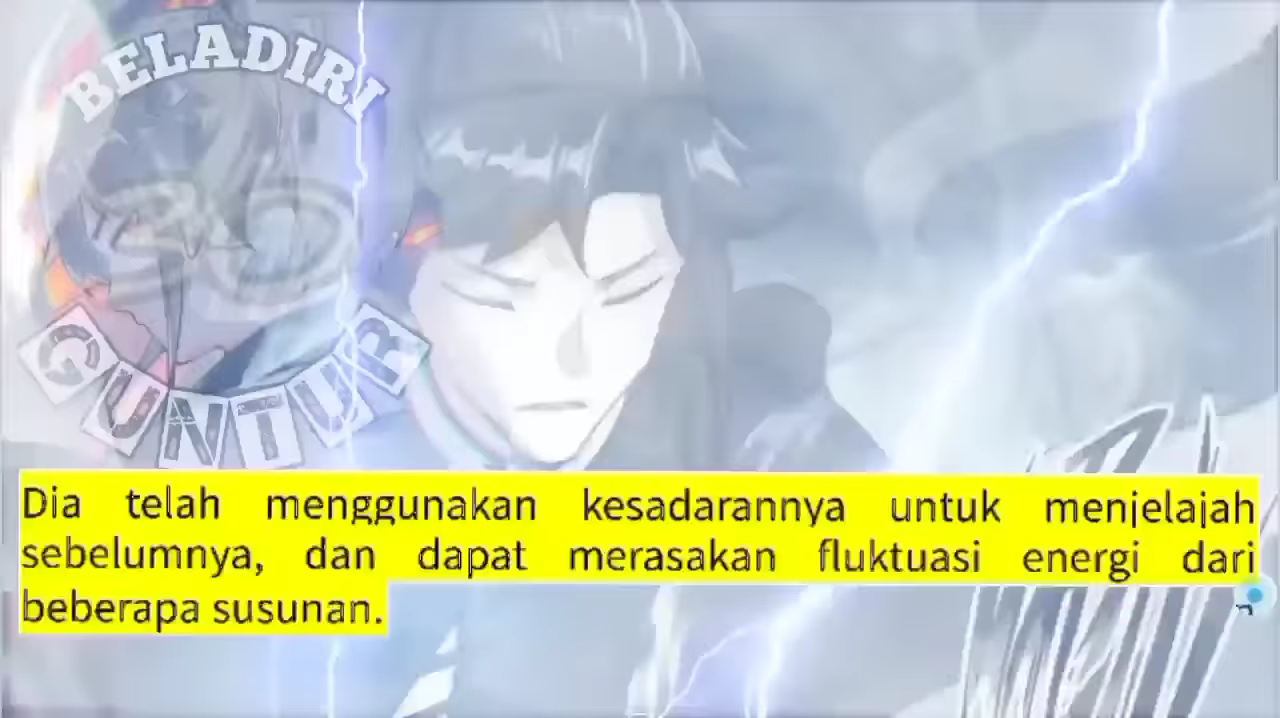 BELADIRI
GUNTUR
Dia telah menggunakan kesadarannya untuk menjelajah
sebelumnya, dan dapat merasakan fluktuasi energi dari
beberapa susunan.